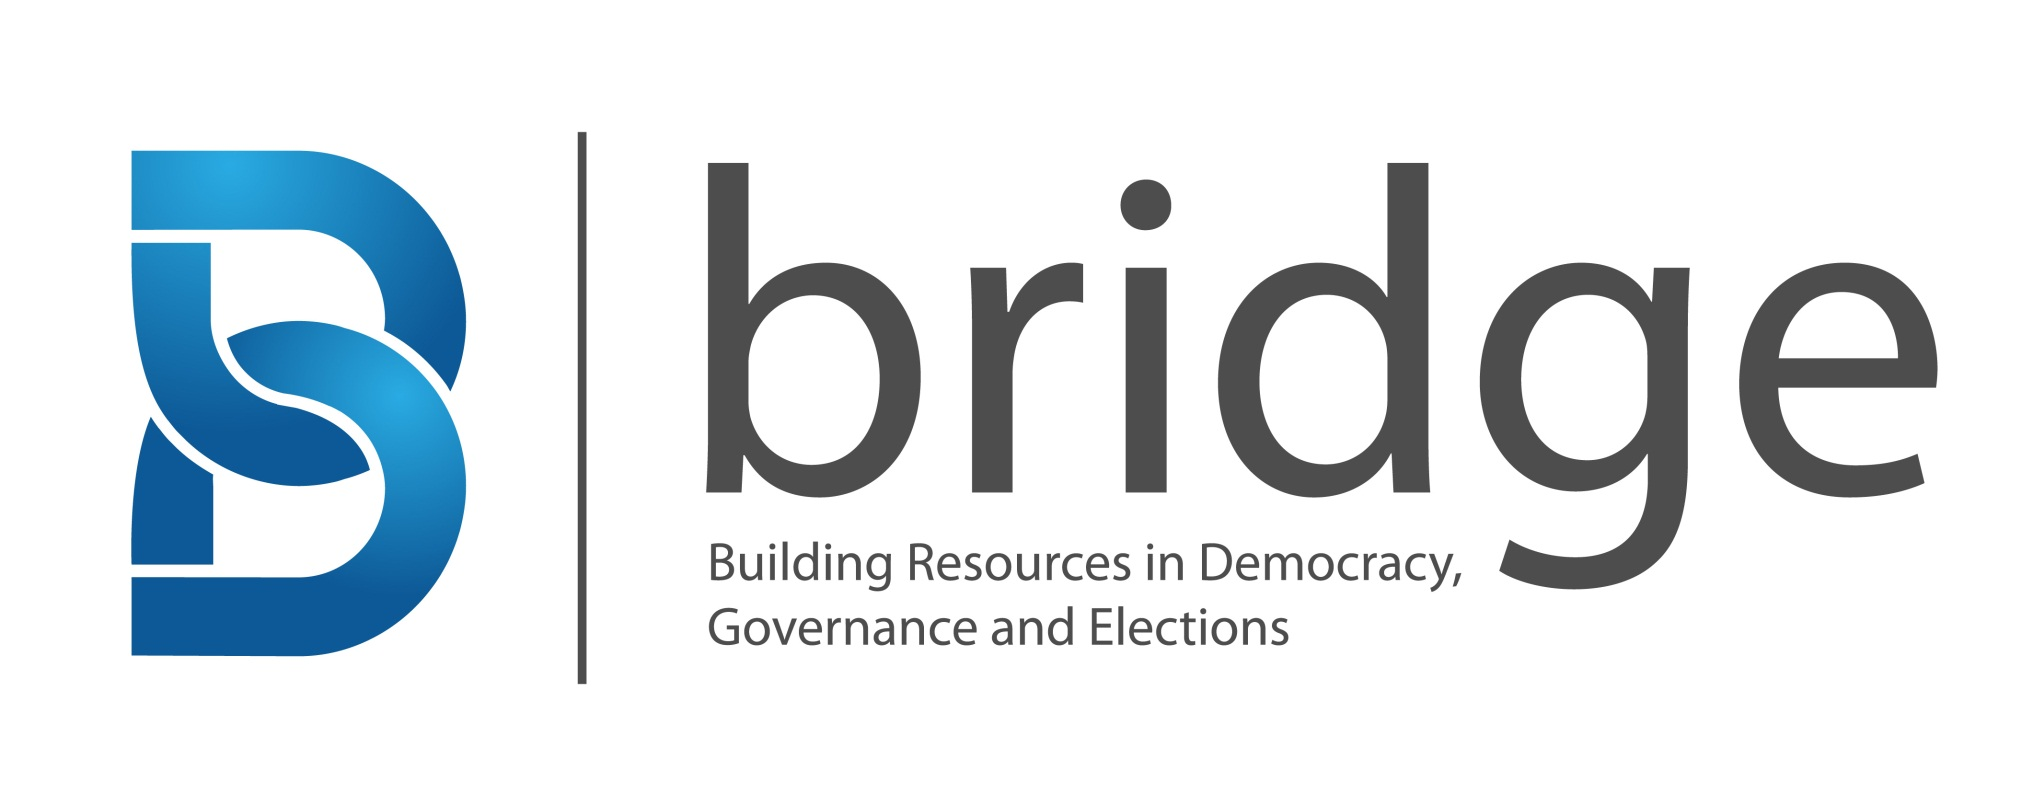 bridge
Building Resources in Democracy,
Governance and Elections